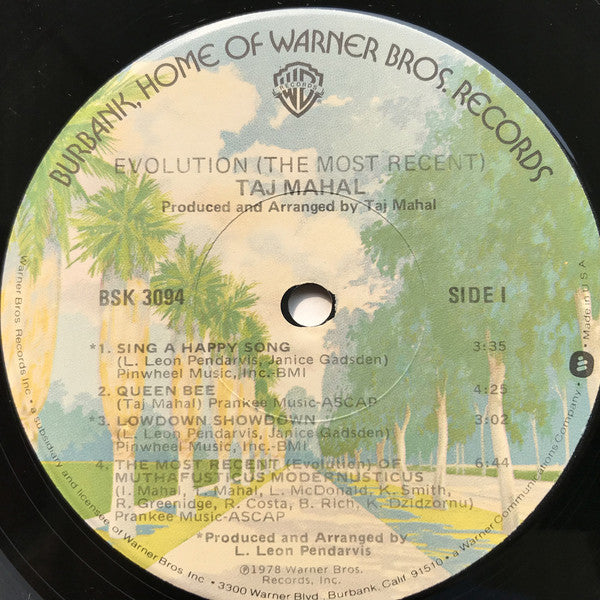 BURBANK, HOME OF WARNER BROS. RECORDS
WB
RECORDS
EVOLUTION (THE MOST RECENT)
TAJ MAHAL
Produced and Arranged by Taj Mahal
BSK 3094
SIDE I
*1. SING A HAPPY SONG 3:35
(L. Leon Pendarvis, Janice Gadsden)
Pinwheel Music, Inc.-BMI
2. QUEEN BEE 4:25
(Taj Mahal) Prankee Music-ASCAP
*3. LOWDOWN SHOWDOWN 3:02
(L. Leon Pendarvis, Janice Gadsden)
Pinwheel Music, Inc.-BMI
4. THE MOST RECENT (Evolution) OF 6:44
MUTHAFUSTICUS MODERNUSTICUS
(I. Mahal, Mahal, L. McDonald, K. Smith,
R. Greenidge, R. Costa, B. Rich, K. Dzidzornu)
Prankee Music-ASCAP
*Produced and Arranged by
L. Leon Pendarvis
℗1978 Warner Bros.
Records, Inc.
Warner Bros. Records Inc. • a subsidiary and licensee of Warner Bros. Inc. • 3300 Warner Blvd., Burbank, Calif. 91510 • a Warner Communications Company • Made in U.S.A.